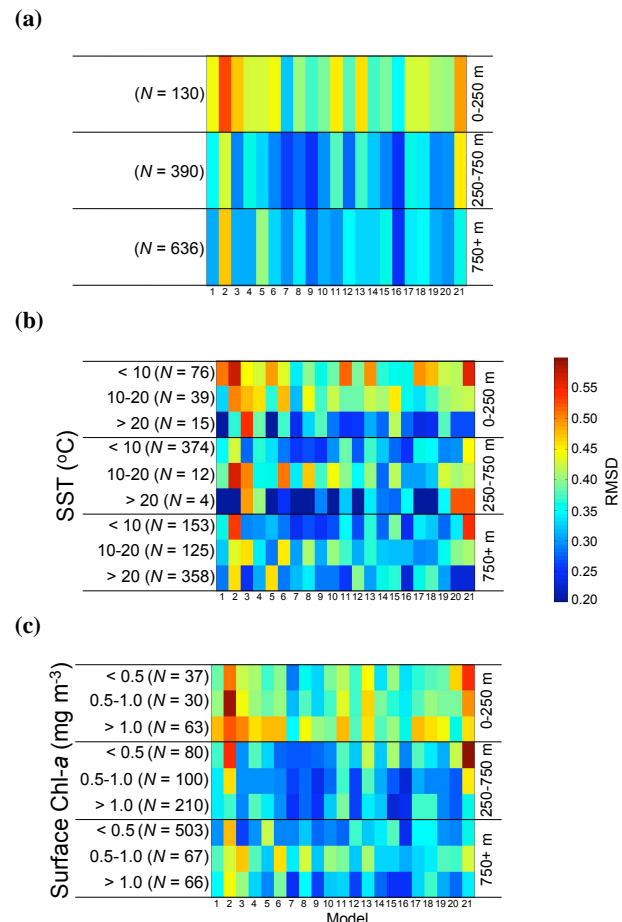 (a)
(N = 130)
0-250 m
(N = 390)
250-750 m
(N = 636)
750+ m
1 2 3 4 5 6 7 8 9 10 11 12 13 14 15 16 17 18 19 20 21
(b)
SST (°C)
< 10 (N = 76)
10-20 (N = 39)
> 20 (N = 15)
0-250 m
< 10 (N = 374)
10-20 (N = 12)
> 20 (N = 4)
250-750 m
< 10 (N = 153)
10-20 (N = 125)
> 20 (N = 358)
750+ m
1 2 3 4 5 6 7 8 9 10 11 12 13 14 15 16 17 18 19 20 21
0.55
0.50
0.45
0.40
0.35
0.30
0.25
0.20
RMSD
(c)
Surface Chl-a (mg m-3)
< 0.5 (N = 37)
0.5-1.0 (N = 30)
> 1.0 (N = 63)
0-250 m
< 0.5 (N = 80)
0.5-1.0 (N = 100)
> 1.0 (N = 210)
250-750 m
< 0.5 (N = 503)
0.5-1.0 (N = 67)
> 1.0 (N = 66)
750+ m
1 2 3 4 5 6 7 8 9 10 11 12 13 14 15 16 17 18 19 20 21
Model